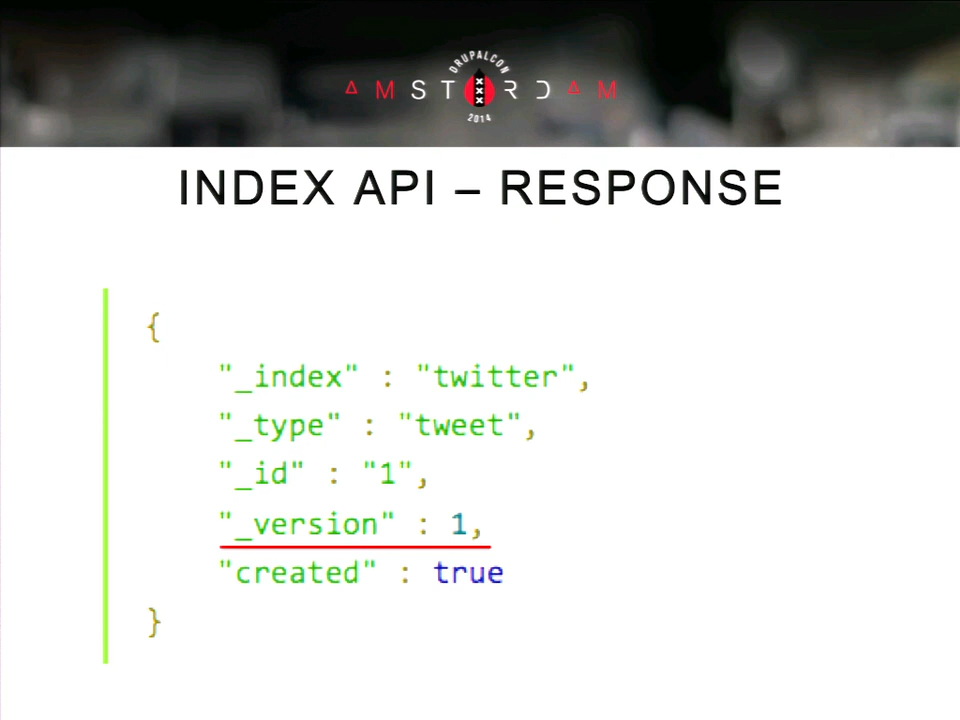 DRUPALCON
AMSTERDAM
2014
INDEX API – RESPONSE
{
"_index" : "twitter",
"_type" : "tweet",
"_id" : "1",
"_version" : 1,
"created" : true
}